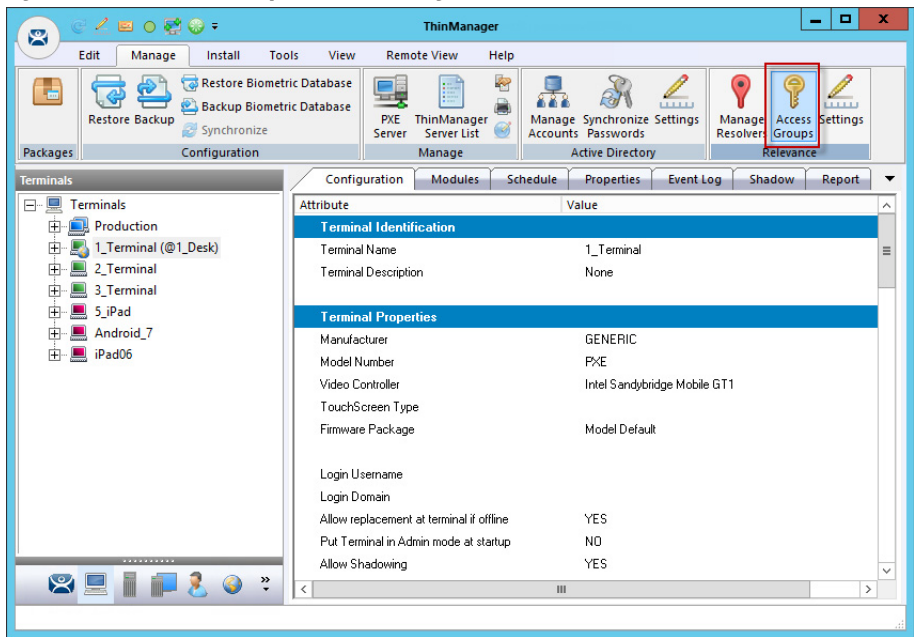 ThinManager
Edit Manage Install Tools View Remote View Help
Restore Backup
Restore Biometric Database
Backup Biometric Database
Synchronize
PXE Server
ThinManager Server List
Manage Accounts
Synchronize Passwords
Settings
Manage Resolvers
Access Groups
Settings
Packages Configuration Manage Active Directory Relevance
Terminals
Terminals
Production
1_Terminal (@1_Desk)
2_Terminal
3_Terminal
5_iPad
Android_7
iPad06
Configuration Modules Schedule Properties Event Log Shadow Report
Attribute Value
Terminal Identification
Terminal Name 1_Terminal
Terminal Description None
Terminal Properties
Manufacturer GENERIC
Model Number PXE
Video Controller Intel Sandybridge Mobile GT1
TouchScreen Type
Firmware Package Model Default
Login Username
Login Domain
Allow replacement at terminal if offline YES
Put Terminal in Admin mode at startup NO
Allow Shadowing YES